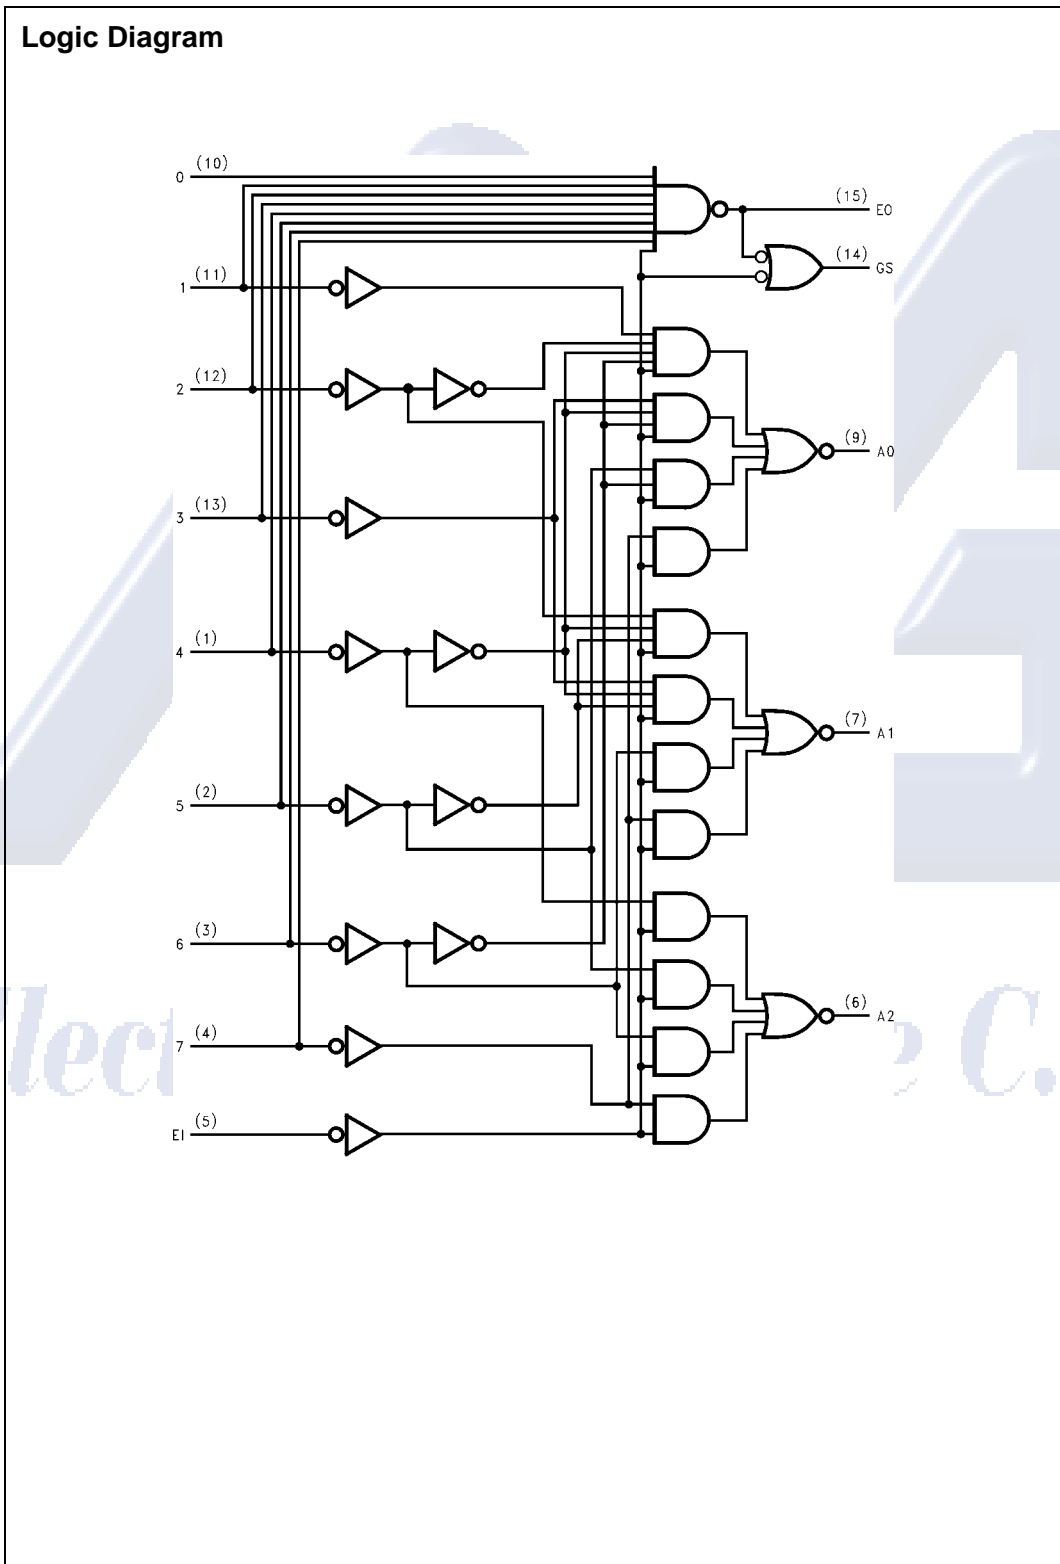 Logic Diagram
0 (10)
(15) EO
(14) GS
1 (11)
2 (12)
(9) A0
3 (13)
4 (1)
(7) A1
5 (2)
6 (3)
(6) A2
7 (4)
EI (5)
C.